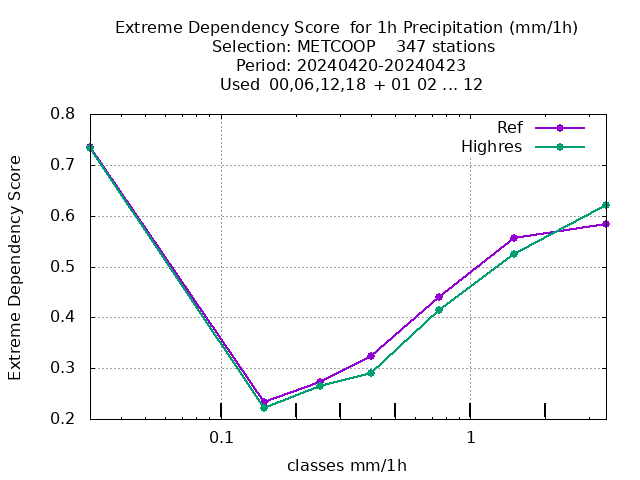 Extreme Dependency Score  for 1h Precipitation (mm/1h)
Selection: METCOOP    347 stations
Period: 20240420-20240423
Used  00,06,12,18  + 01 02 ... 12
Ref
Highres
Extreme Dependency Score
0.8
0.7
0.6
0.5
0.4
0.3
0.2
0.1
1
classes mm/1h